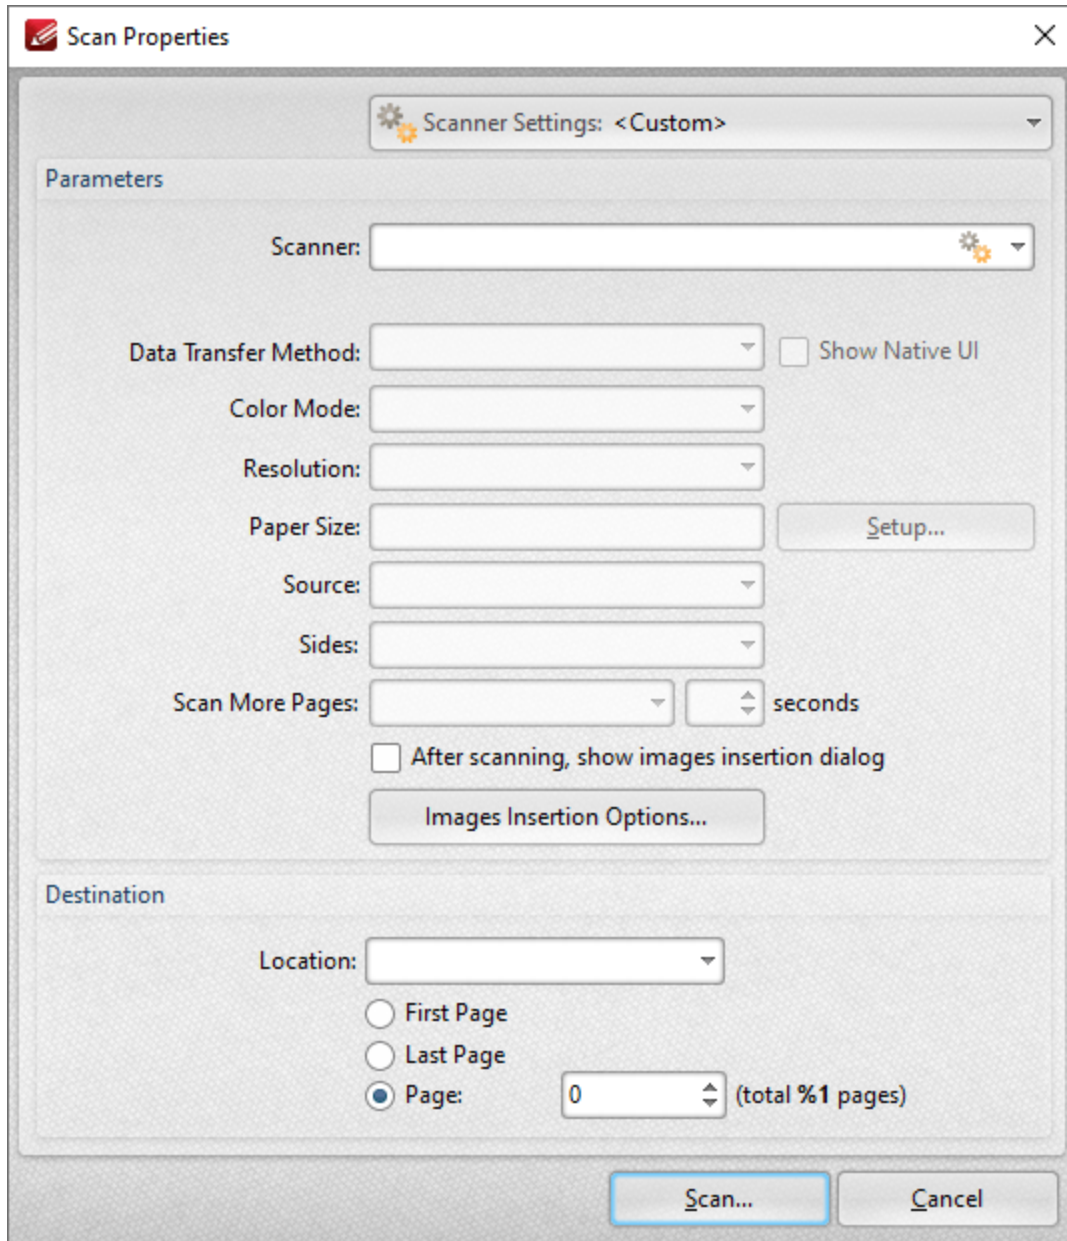 Scan Properties
Scanner Settings: <Custom>
Parameters
Scanner:
Data Transfer Method:
Show Native UI
Color Mode:
Resolution:
Paper Size:
Setup...
Source:
Sides:
Scan More Pages:
seconds
After scanning, show images insertion dialog
Images Insertion Options...
Destination
Location:
First Page
Last Page
Page: 0 (total %1 pages)
Scan... Cancel